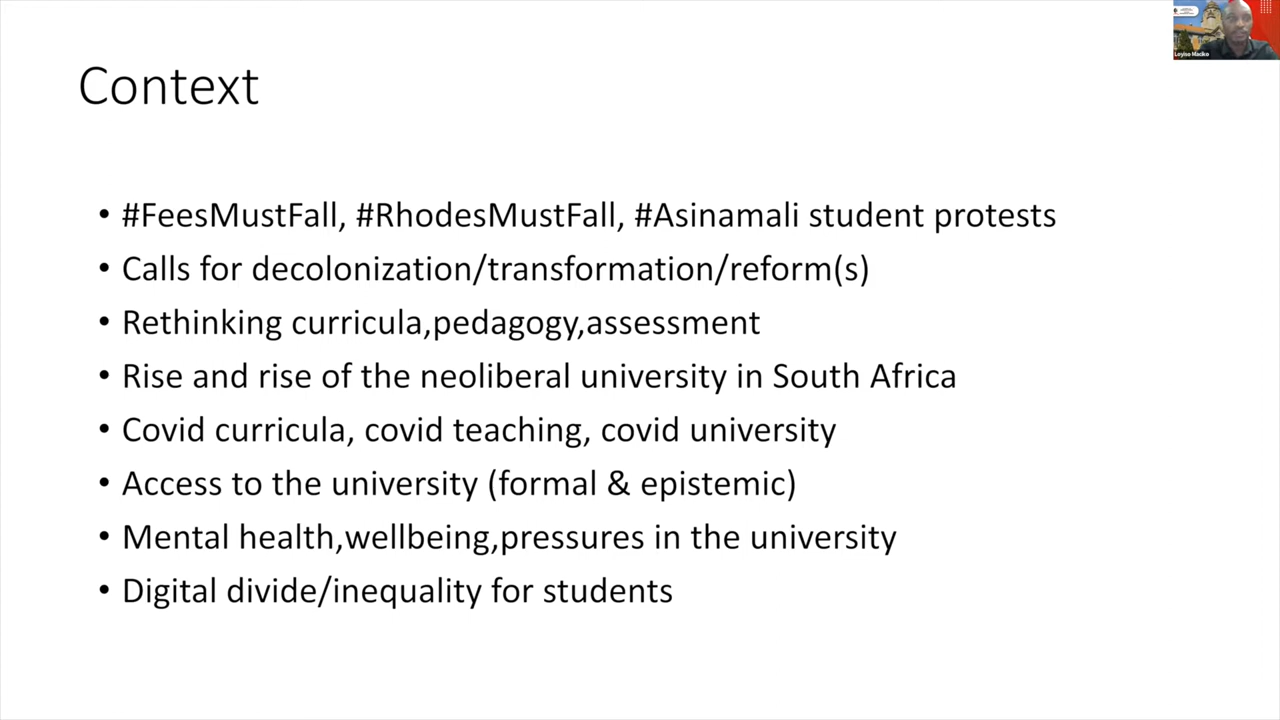 Context
• #FeesMustFall, #RhodesMustFall, #Asinamali student protests
• Calls for decolonization/transformation/reform(s)
• Rethinking curricula,pedagogy,assessment
• Rise and rise of the neoliberal university in South Africa
• Covid curricula, covid teaching, covid university
• Access to the university (formal & epistemic)
• Mental health,wellbeing,pressures in the university
• Digital divide/inequality for students